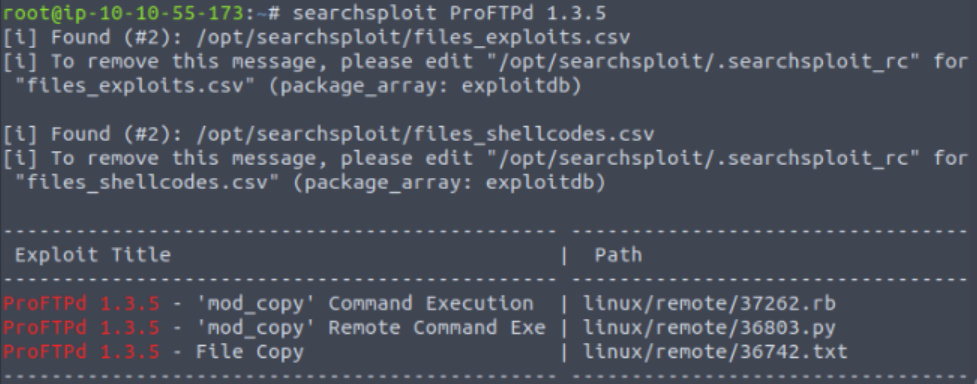 root@ip-10-10-55-173:~# searchsploit ProFTPd 1.3.5
[i] Found (#2): /opt/searchsploit/files_exploits.csv
[i] To remove this message, please edit "/opt/searchsploit/.searchsploit_rc" for
"files_exploits.csv" (package_array: exploitdb)
[i] Found (#2): /opt/searchsploit/files_shellcodes.csv
[i] To remove this message, please edit "/opt/searchsploit/.searchsploit_rc" for
"files_shellcodes.csv" (package_array: exploitdb)
---------------------------------------------- ---------------------------------
Exploit Title | Path
---------------------------------------------- ---------------------------------
ProFTPd 1.3.5 - 'mod_copy' Command Execution | linux/remote/37262.rb
ProFTPd 1.3.5 - 'mod_copy' Remote Command Exe | linux/remote/36803.py
ProFTPd 1.3.5 - File Copy | linux/remote/36742.txt
---------------------------------------------- ---------------------------------